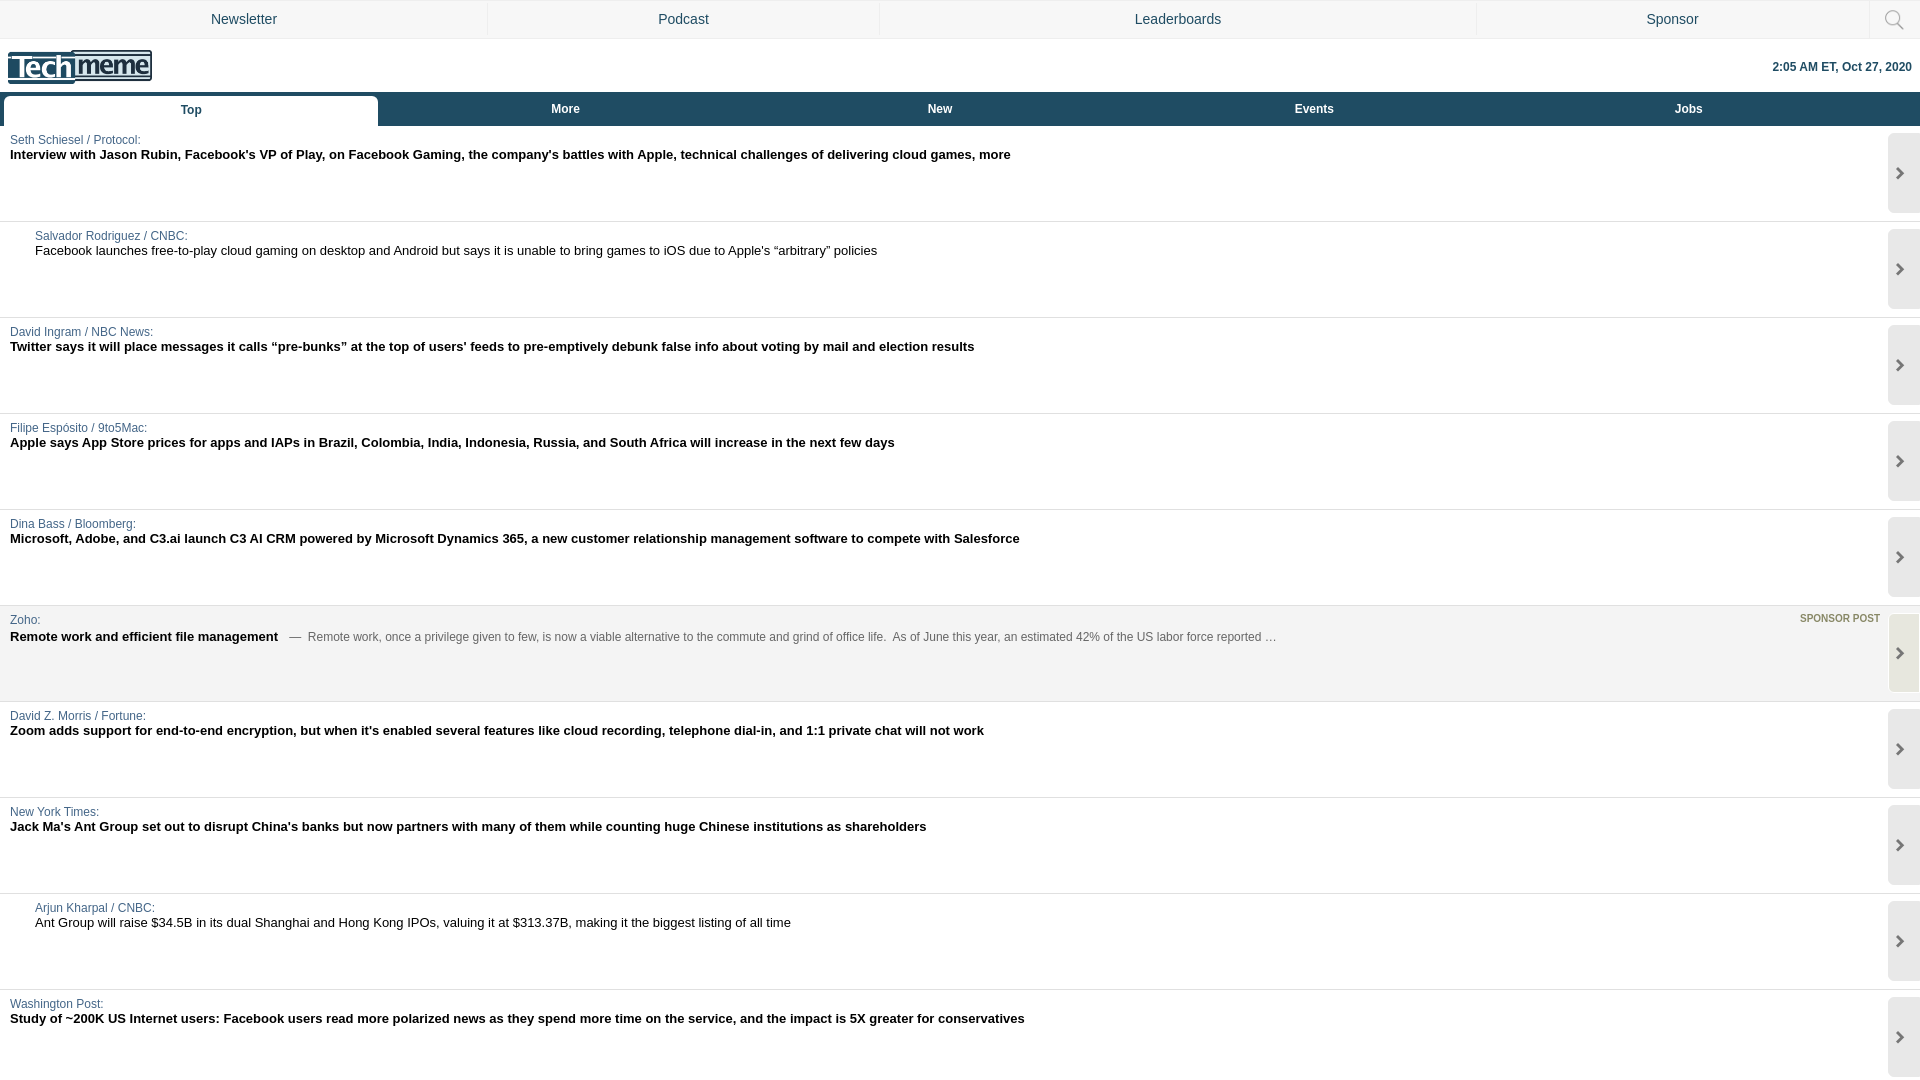 Newsletter
Podcast
Leaderboards
Sponsor
Techmeme
2:05 AM ET, Oct 27, 2020
Top
More
New
Events
Jobs
Seth Schiesel / Protocol:
Interview with Jason Rubin, Facebook's VP of Play, on Facebook Gaming, the company's battles with Apple, technical challenges of delivering cloud games, more
Salvador Rodriguez / CNBC:
Facebook launches free-to-play cloud gaming on desktop and Android but says it is unable to bring games to iOS due to Apple's “arbitrary” policies
David Ingram / NBC News:
Twitter says it will place messages it calls “pre-bunks” at the top of users' feeds to pre-emptively debunk false info about voting by mail and election results
Filipe Espósito / 9to5Mac:
Apple says App Store prices for apps and IAPs in Brazil, Colombia, India, Indonesia, Russia, and South Africa will increase in the next few days
Dina Bass / Bloomberg:
Microsoft, Adobe, and C3.ai launch C3 AI CRM powered by Microsoft Dynamics 365, a new customer relationship management software to compete with Salesforce
Zoho:
SPONSOR POST
Remote work and efficient file management — Remote work, once a privilege given to few, is now a viable alternative to the commute and grind of office life. As of June this year, an estimated 42% of the US labor force reported …
David Z. Morris / Fortune:
Zoom adds support for end-to-end encryption, but when it's enabled several features like cloud recording, telephone dial-in, and 1:1 private chat will not work
New York Times:
Jack Ma's Ant Group set out to disrupt China's banks but now partners with many of them while counting huge Chinese institutions as shareholders
Arjun Kharpal / CNBC:
Ant Group will raise $34.5B in its dual Shanghai and Hong Kong IPOs, valuing it at $313.37B, making it the biggest listing of all time
Washington Post:
Study of ~200K US Internet users: Facebook users read more polarized news as they spend more time on the service, and the impact is 5X greater for conservatives